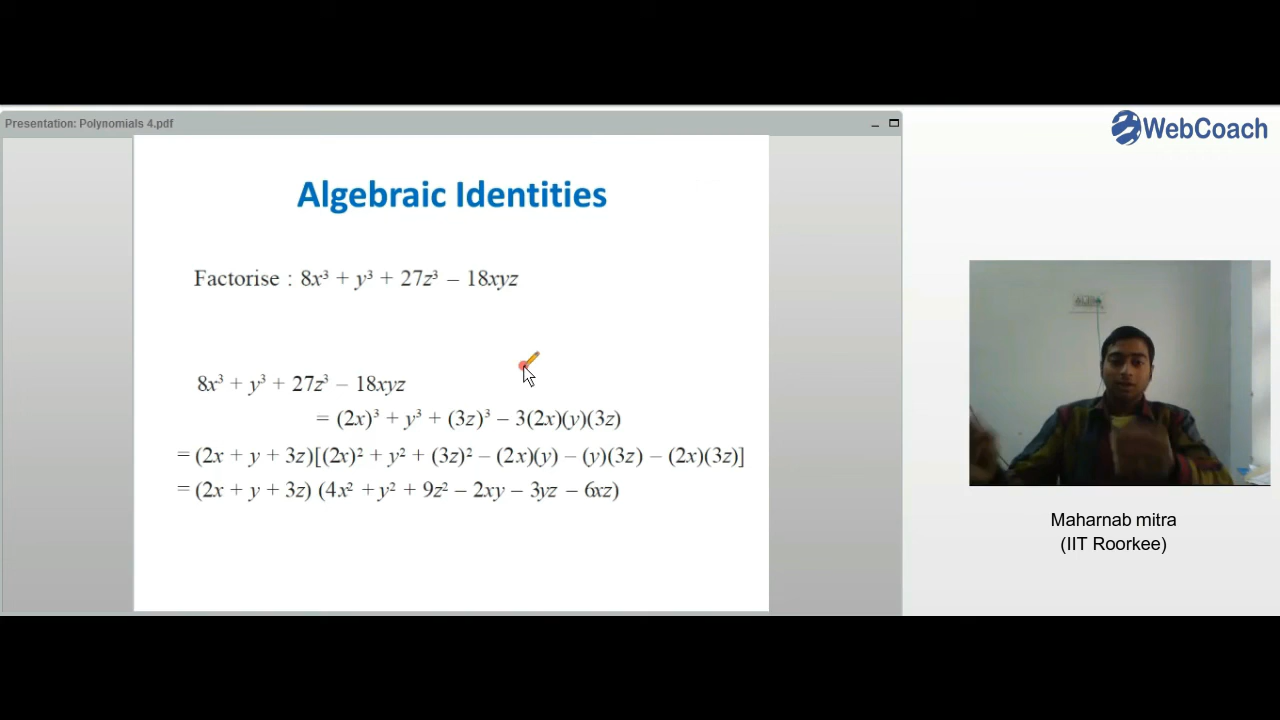 Presentation: Polynomials 4.pdf
WebCoach
Algebraic Identities
Factorise : 8x³ + y³ + 27z³ – 18xyz
8x³ + y³ + 27z³ – 18xyz
= (2x)³ + y³ + (3z)³ – 3(2x)(y)(3z)
= (2x + y + 3z)[(2x)² + y² + (3z)² – (2x)(y) – (y)(3z) – (2x)(3z)]
= (2x + y + 3z) (4x² + y² + 9z² – 2xy – 3yz – 6xz)
Maharnab mitra
(IIT Roorkee)